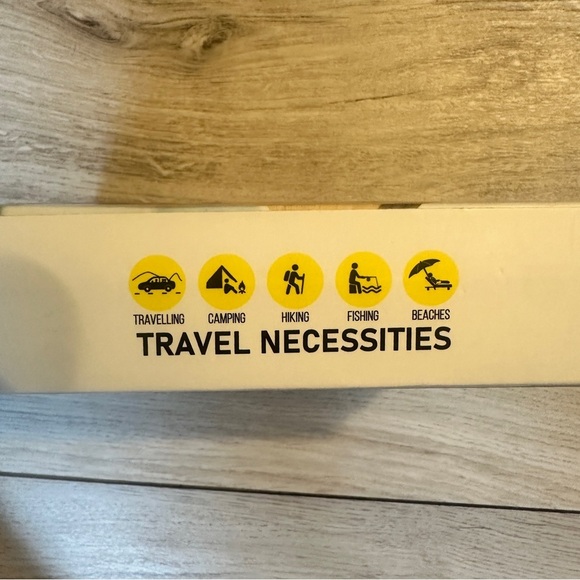 TRAVELLING CAMPING HIKING FISHING BEACHES
TRAVEL NECESSITIES